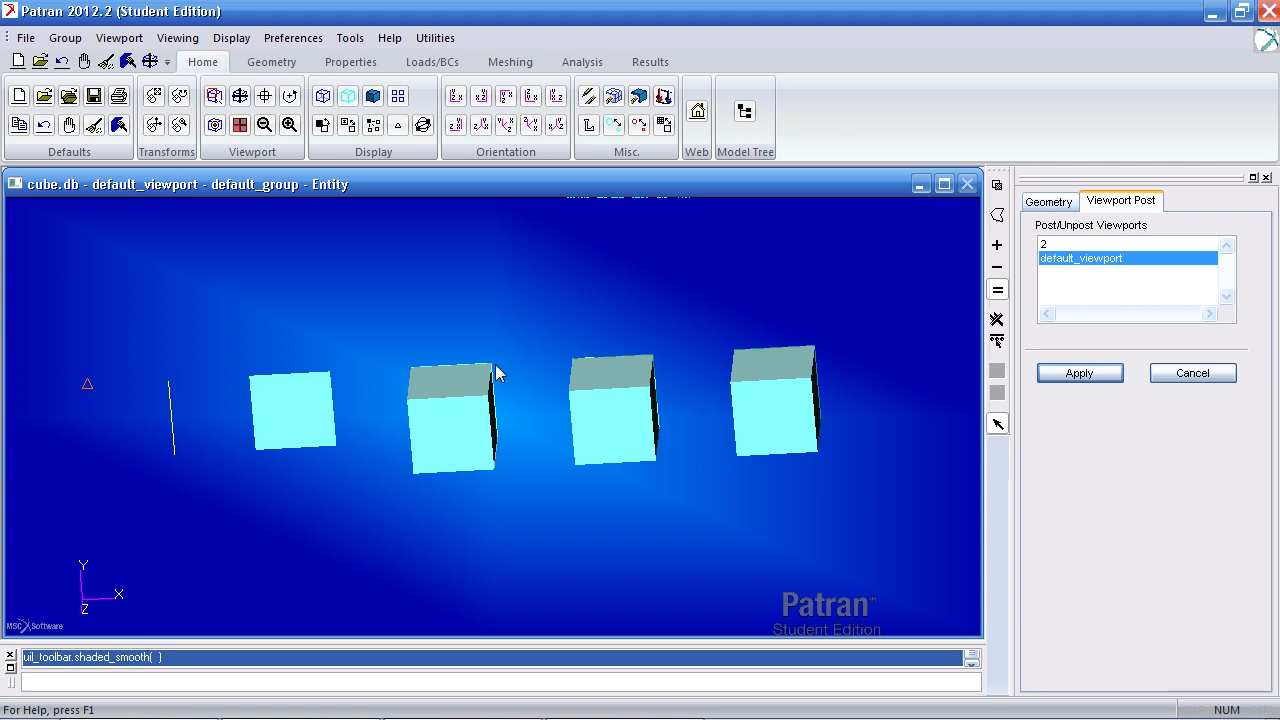 Patran 2012.2 (Student Edition)
File Group Viewport Viewing Display Preferences Tools Help Utilities
Home Geometry Properties Loads/BCs Meshing Analysis Results
Defaults Transforms Viewport Display Orientation Misc. Web Model Tree
cube.db - default_viewport - default_group - Entity
Geometry Viewport Post
Post/Unpost Viewports
2
default_viewport
Apply Cancel
Y
X
Z
Patran™
Student Edition
MSC Software
uil_toolbar.shaded_smooth( )
For Help, press F1
NUM